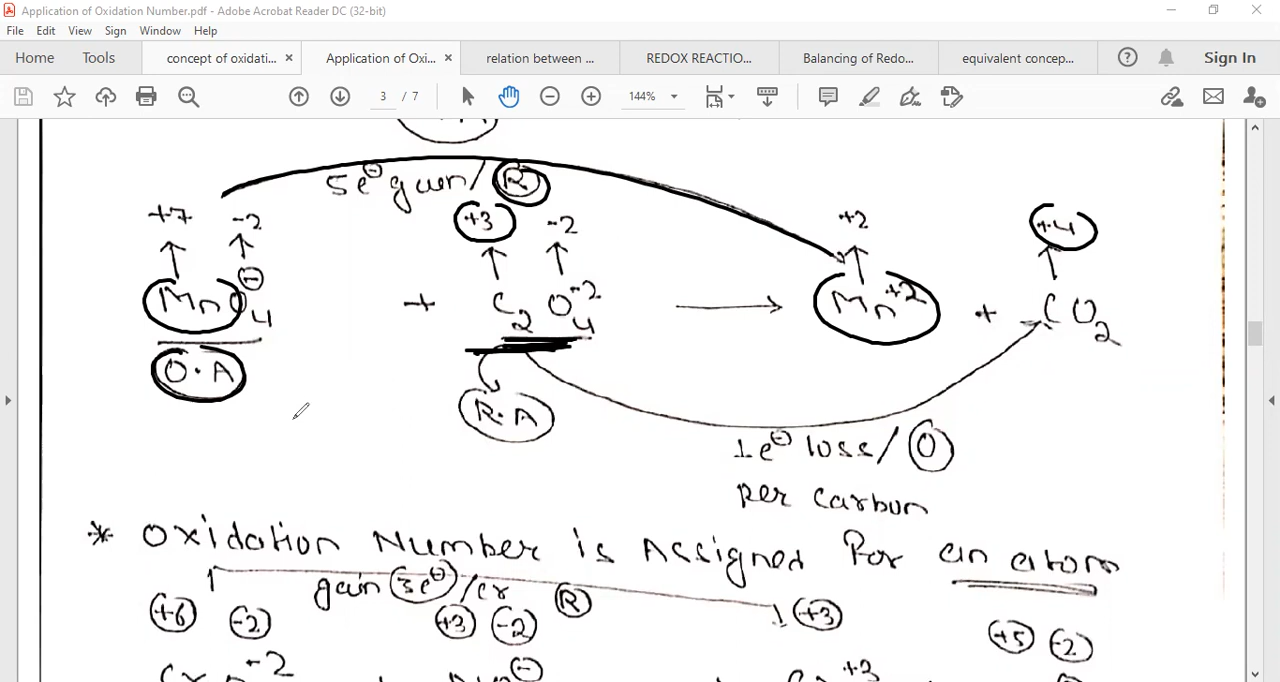 Application of Oxidation Number.pdf - Adobe Acrobat Reader DC (32-bit)
File Edit View Sign Window Help
Home Tools concept of oxidati... × Application of Oxi... × relation between ... REDOX REACTIO... Balancing of Redo... equivalent concep... Sign In
3 / 7 144%
5e⊖ gain/ R
+7 -2 +3 -2 +2 +4
MnO4⊖ + C2O4-2 → Mn+2 + CO2
O.A
R.A
1e⊖ loss/ O
per carbon
* Oxidation Number is Assigned For an atom
gain 3e⊖/cr R
+6 -2 +3 -2 +3 +5 -2